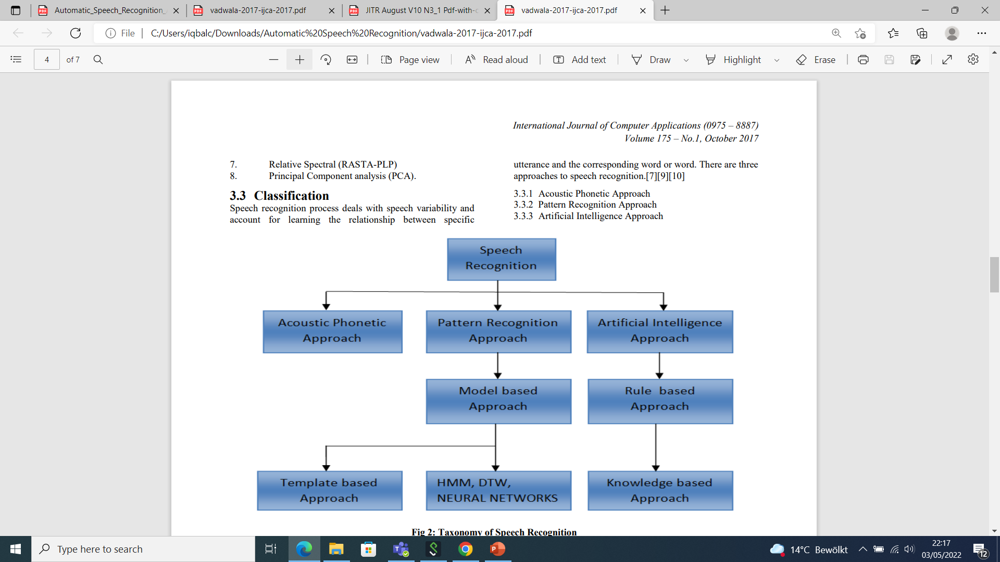 Automatic_Speech_Recognition_
vadwala-2017-ijca-2017.pdf
JITR August V10 N3_1 Pdf-with-c
vadwala-2017-ijca-2017.pdf
File
C:/Users/iqbalc/Downloads/Automatic%20Speech%20Recognition/vadwala-2017-ijca-2017.pdf
4 of 7
Page view
Read aloud
Add text
Draw
Highlight
Erase
International Journal of Computer Applications (0975 – 8887)
Volume 175 – No.1, October 2017
7. Relative Spectral (RASTA-PLP)
8. Principal Component analysis (PCA).
3.3 Classification
Speech recognition process deals with speech variability and
account for learning the relationship between specific
utterance and the corresponding word or word. There are three
approaches to speech recognition.[7][9][10]
3.3.1 Acoustic Phonetic Approach
3.3.2 Pattern Recognition Approach
3.3.3 Artificial Intelligence Approach
Speech
Recognition
Acoustic Phonetic
Approach
Pattern Recognition
Approach
Artificial Intelligence
Approach
Model based
Approach
Rule based
Approach
Template based
Approach
HMM, DTW,
NEURAL NETWORKS
Knowledge based
Approach
Fig 2: Taxonomy of Speech Recognition
Type here to search
14°C Bewölkt
22:17
03/05/2022
12